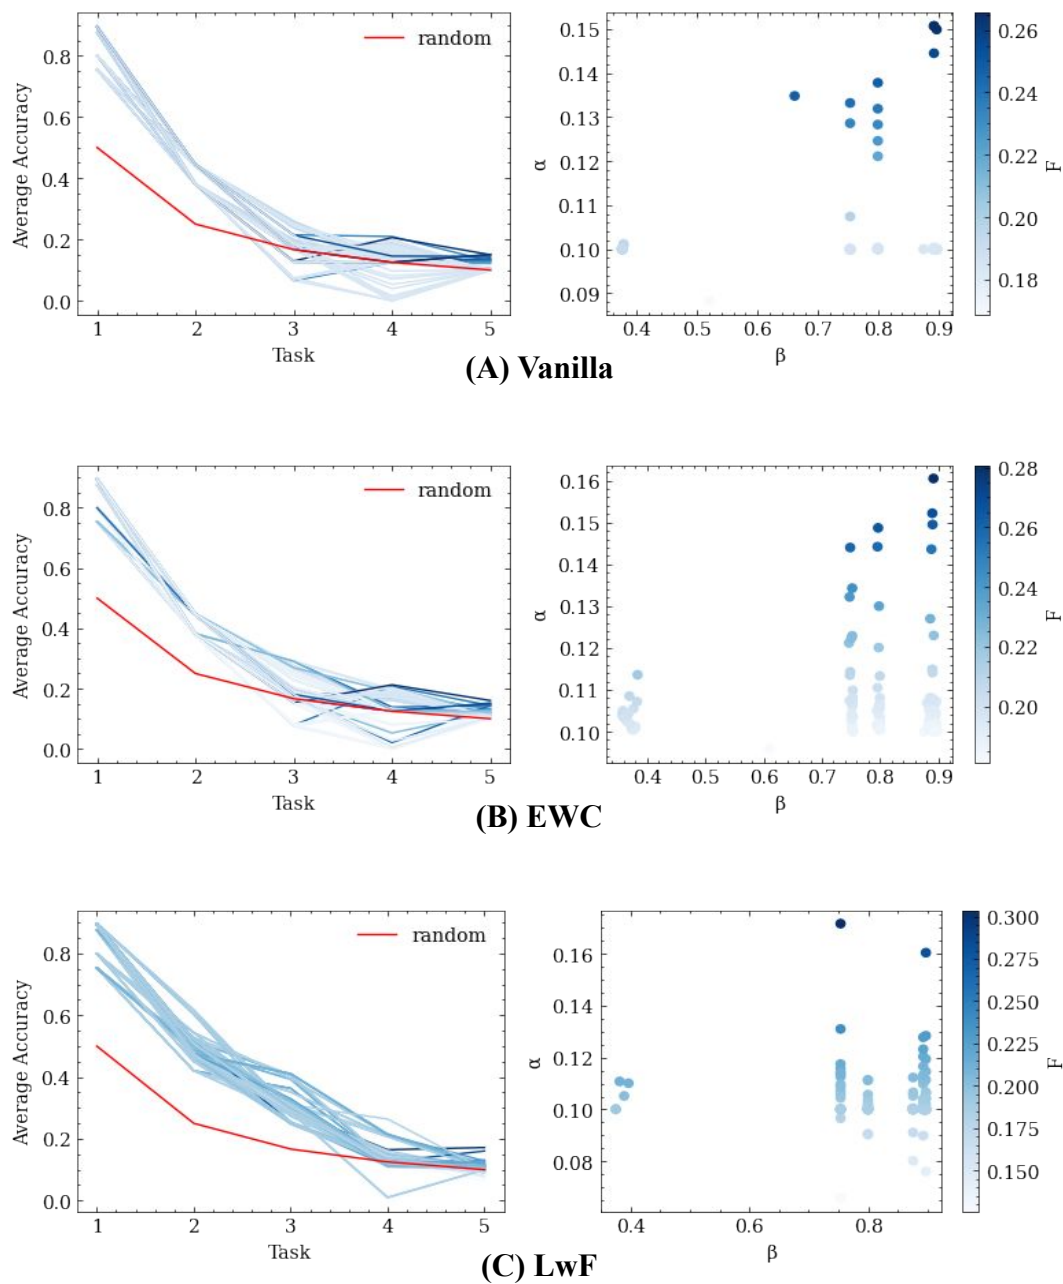 random
0.8
0.6
0.4
0.2
0.0
Average Accuracy
1 2 3 4 5
Task
0.15
0.14
0.13
0.12
0.11
0.10
0.09
α
0.4 0.5 0.6 0.7 0.8 0.9
β
0.26
0.24
0.22
0.20
0.18
F
(A) Vanilla
random
0.8
0.6
0.4
0.2
0.0
Average Accuracy
1 2 3 4 5
Task
0.16
0.15
0.14
0.13
0.12
0.11
0.10
α
0.4 0.5 0.6 0.7 0.8 0.9
β
0.28
0.26
0.24
0.22
0.20
F
(B) EWC
random
0.8
0.6
0.4
0.2
0.0
Average Accuracy
1 2 3 4 5
Task
0.16
0.14
0.12
0.10
0.08
α
0.4 0.6 0.8
β
0.300
0.275
0.250
0.225
0.200
0.175
0.150
F
(C) LwF